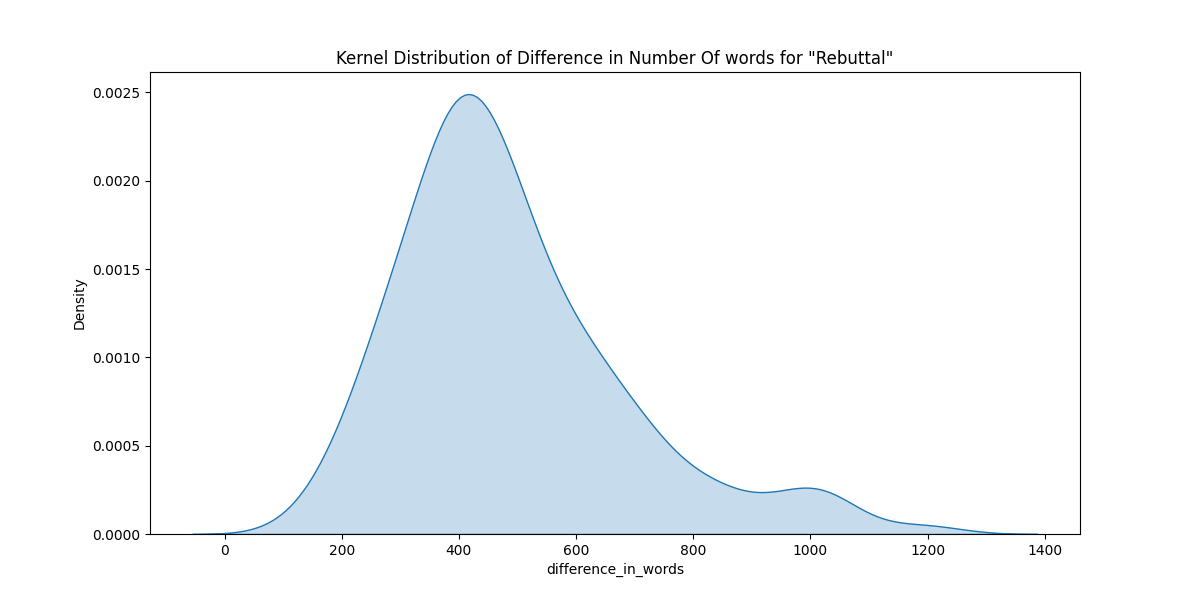 Kernel Distribution of Difference in Number Of words for "Rebuttal"
0.0025
0.0020
0.0015
0.0010
0.0005
0.0000
Density
0 200 400 600 800 1000 1200 1400
difference_in_words